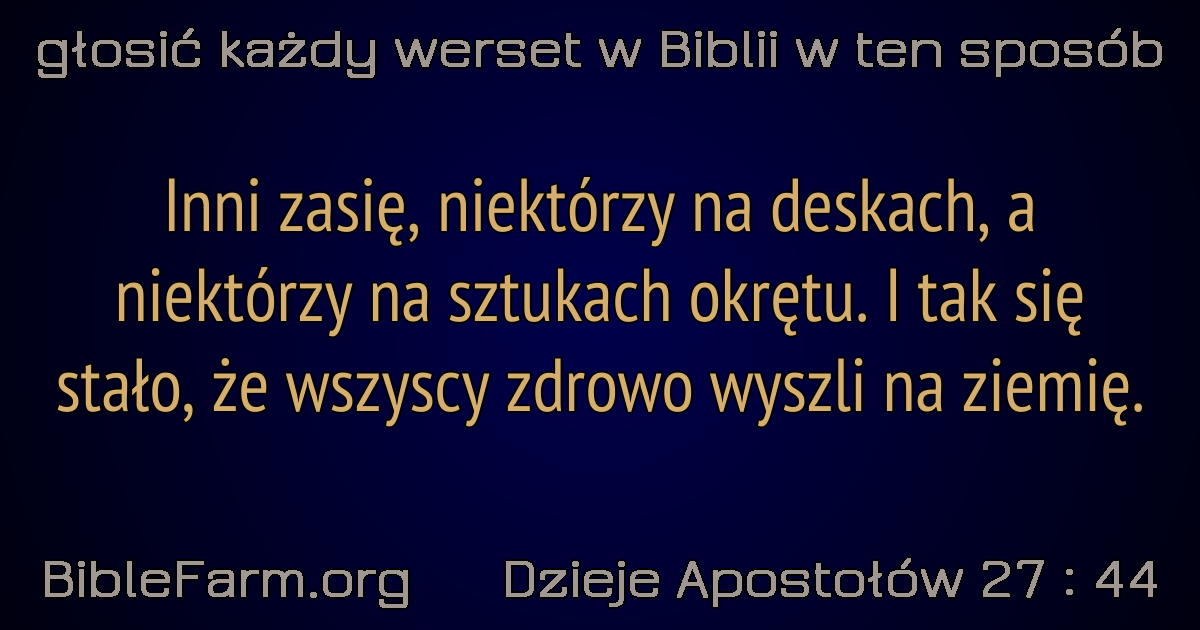 głosić każdy werset w Biblii w ten sposób
Inni zasię, niektórzy na deskach, a
niektórzy na sztukach okrętu. I tak się
stało, że wszyscy zdrowo wyszli na ziemię.
BibleFarm.org Dzieje Apostołów 27 : 44